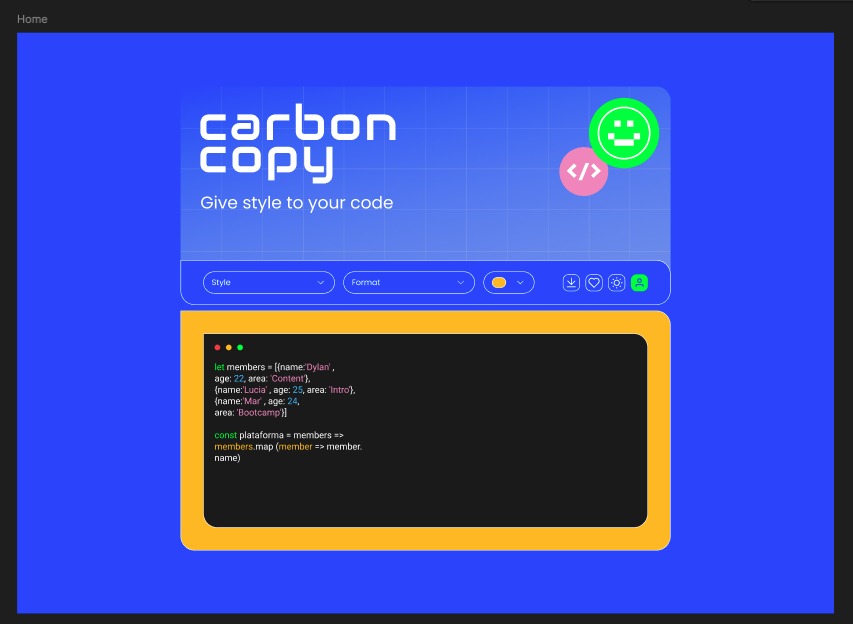 Home
carbon
copy
Give style to your code
Style
Format
</>
let members = [{name:'Dylan' ,
age: 22, area: 'Content'},
{name:'Lucia' , age: 25, area: 'Intro'},
{name:'Mar' , age: 24,
area: 'Bootcamp'}]
const plataforma = members =>
members.map (member => member.
name)